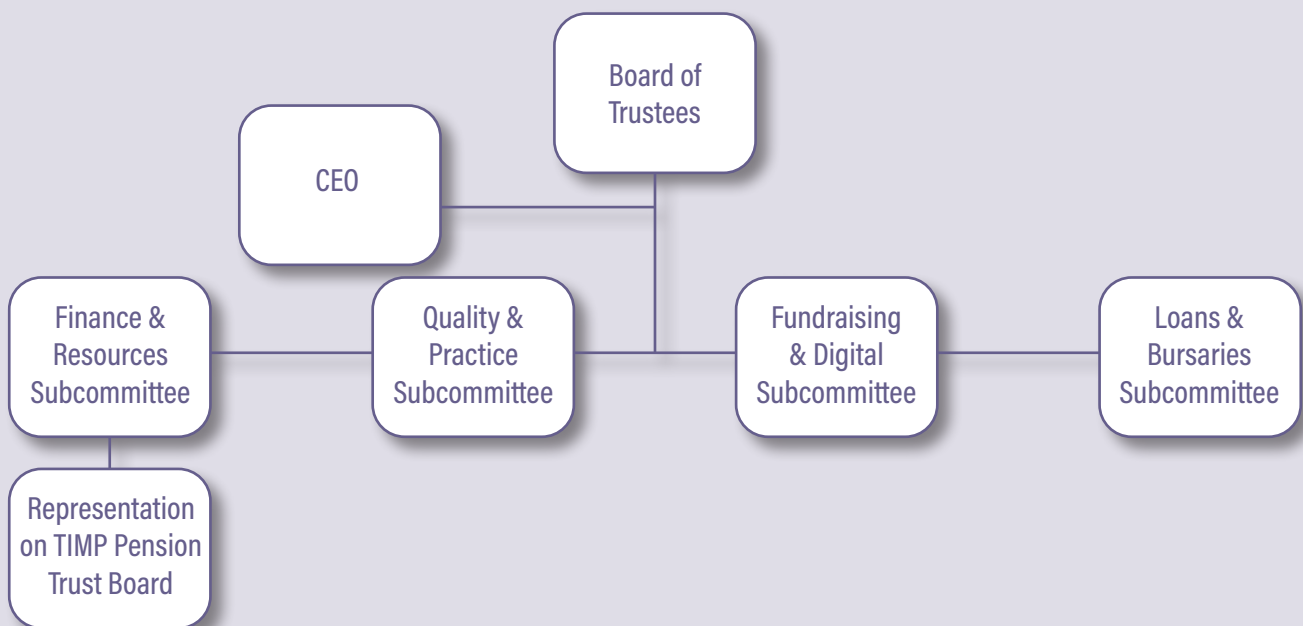 Board of
Trustees
CEO
Finance &
Resources
Subcommittee
Quality &
Practice
Subcommittee
Fundraising
& Digital
Subcommittee
Loans &
Bursaries
Subcommittee
Representation
on TIMP Pension
Trust Board